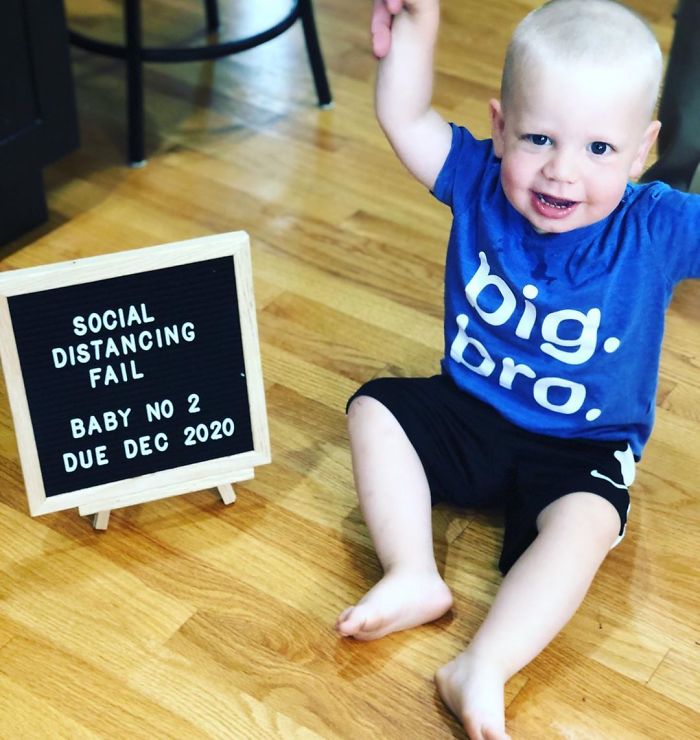 SOCIAL
DISTANCING
FAIL
BABY NO 2
DUE DEC 2020
big.
bro.